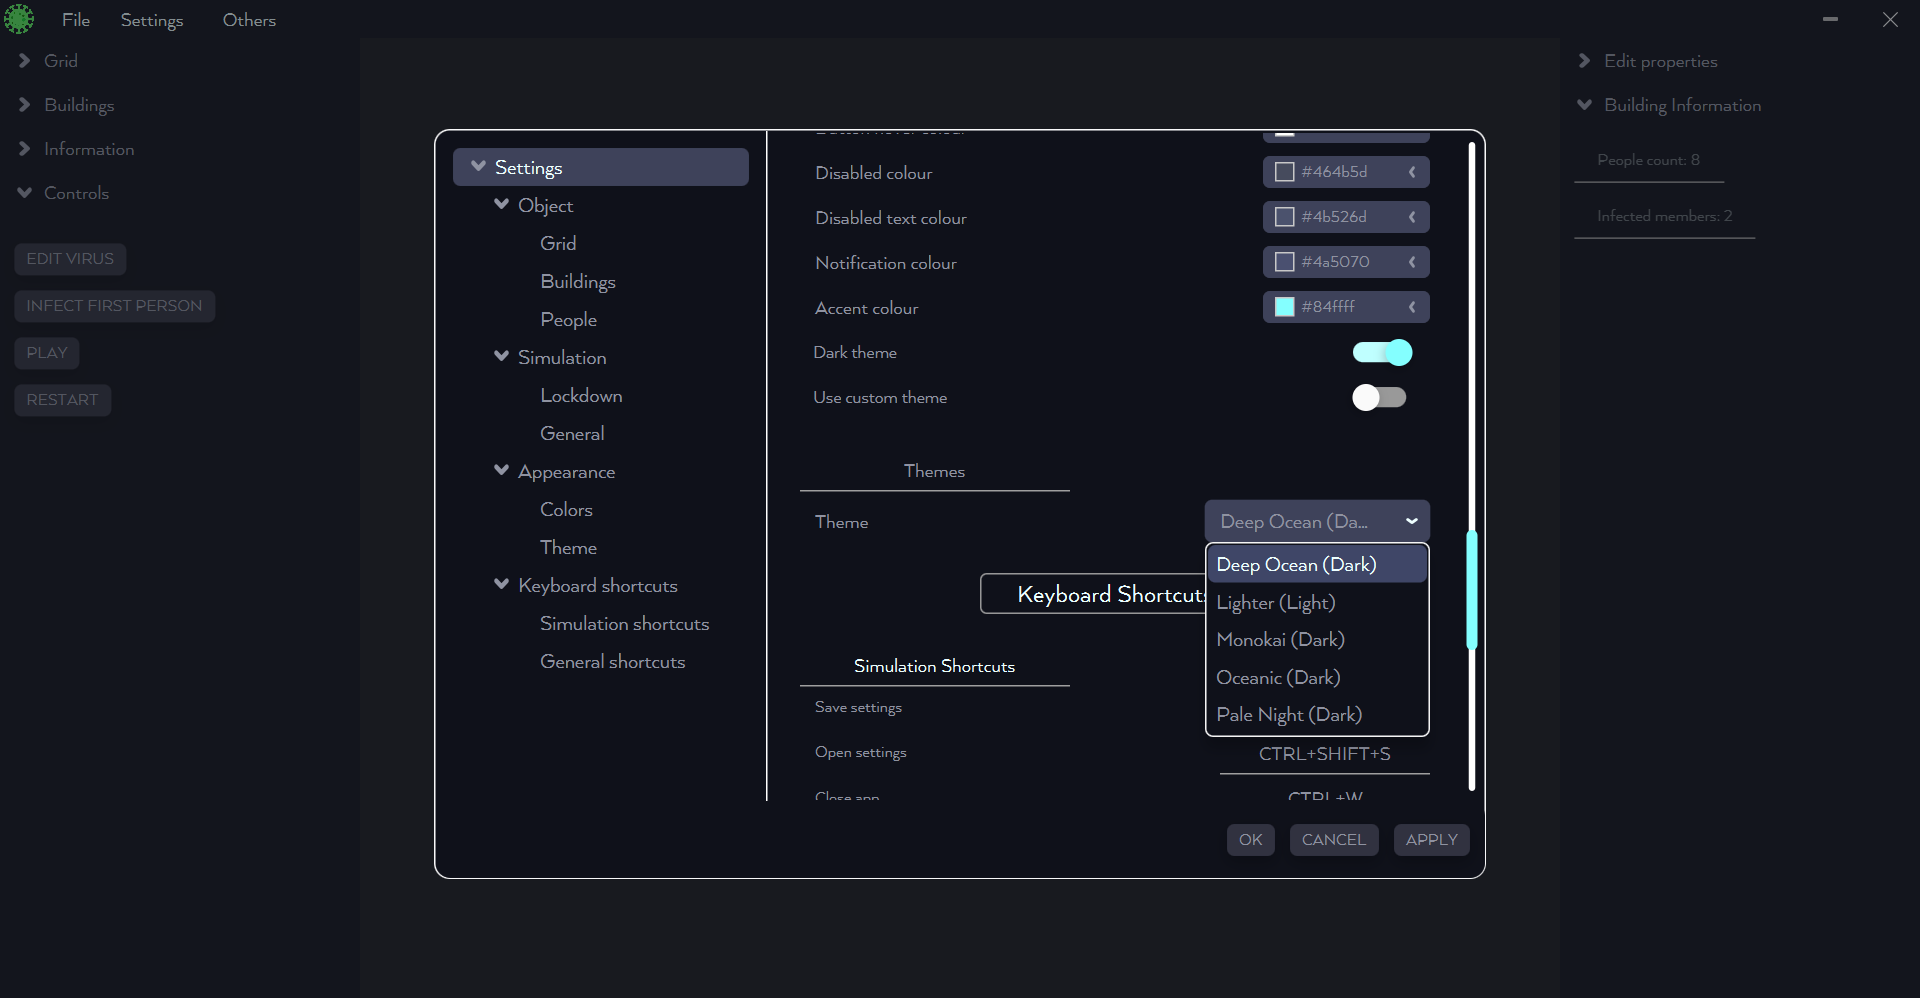 File Settings Others
Grid
Buildings
Information
Controls
EDIT VIRUS
INFECT FIRST PERSON
PLAY
RESTART
Settings
Object
Grid
Buildings
People
Simulation
Lockdown
General
Appearance
Colors
Theme
Keyboard shortcuts
Simulation shortcuts
General shortcuts
Disabled colour #464b5d
Disabled text colour #4b526d
Notification colour #4a5070
Accent colour #84ffff
Dark theme
Use custom theme
Themes
Theme Deep Ocean (Da...
Deep Ocean (Dark)
Lighter (Light)
Monokai (Dark)
Oceanic (Dark)
Pale Night (Dark)
Keyboard Shortcuts
Simulation Shortcuts
Save settings
Open settings CTRL+SHIFT+S
Close app CTRL+W
OK CANCEL APPLY
Edit properties
Building Information
People count: 8
Infected members: 2